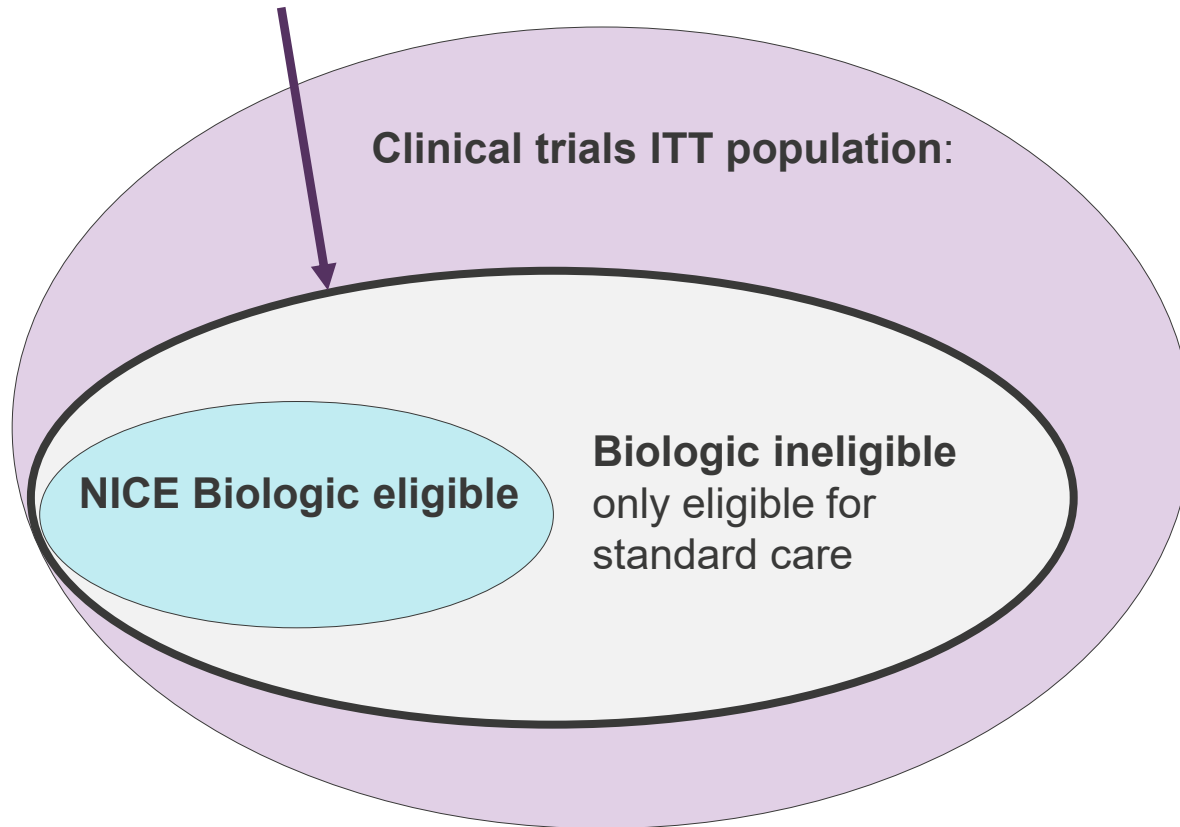 Clinical trials ITT population:
NICE Biologic eligible
Biologic ineligible
only eligible for
standard care